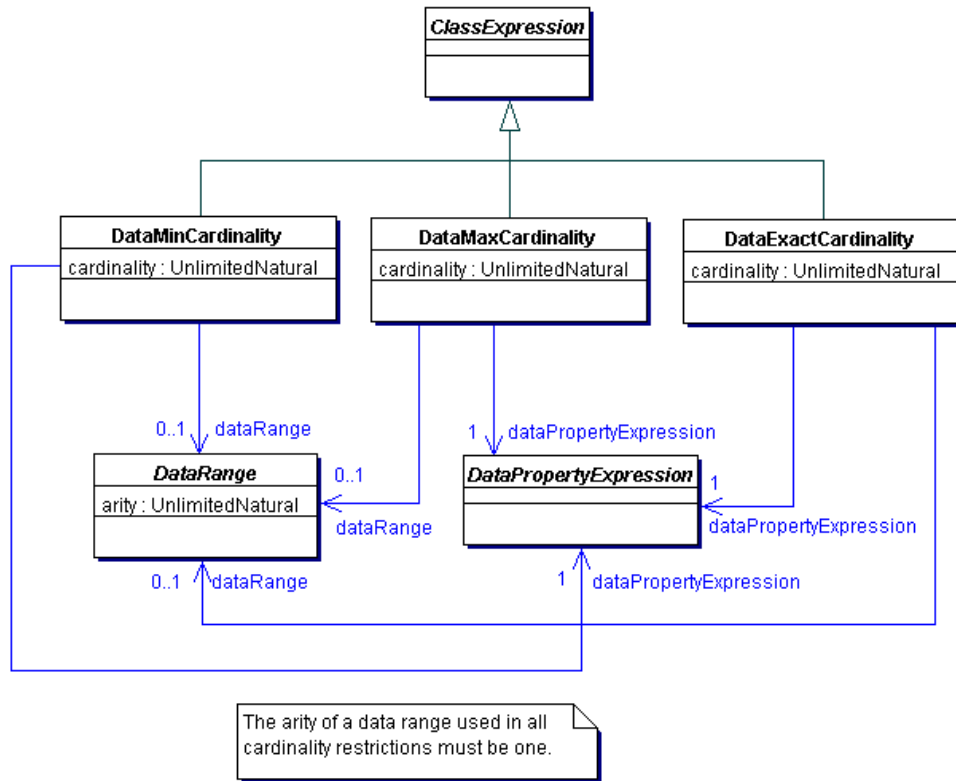 ClassExpression
DataMinCardinality
cardinality : UnlimitedNatural
DataMaxCardinality
cardinality : UnlimitedNatural
DataExactCardinality
cardinality : UnlimitedNatural
0..1 dataRange
1 dataPropertyExpression
DataRange
arity : UnlimitedNatural
0..1
dataRange
DataPropertyExpression
1
dataPropertyExpression
0..1 dataRange
1 dataPropertyExpression
The arity of a data range used in all
cardinality restrictions must be one.